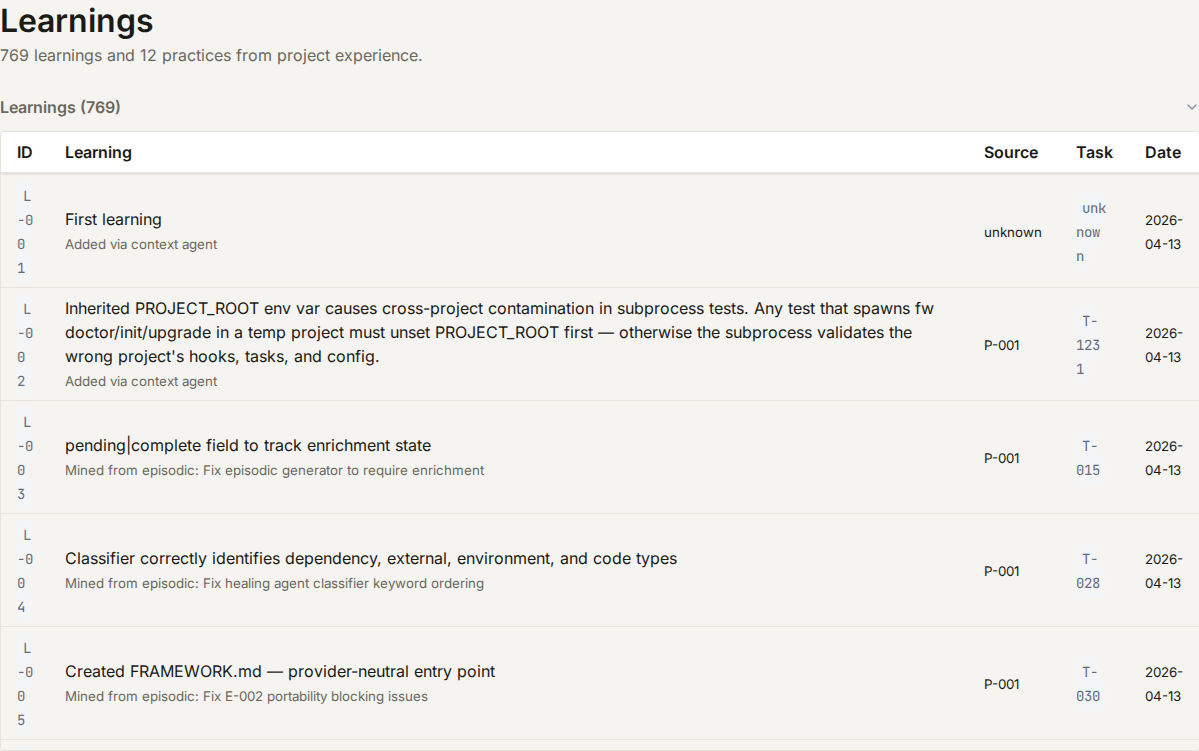 Learnings
769 learnings and 12 practices from project experience.
Learnings (769)
ID Learning Source Task Date
L
-0
0
1
First learning
Added via context agent
unknown
unk
now
n
2026-
04-13
L
-0
0
2
Inherited PROJECT_ROOT env var causes cross-project contamination in subprocess tests. Any test that spawns fw
doctor/init/upgrade in a temp project must unset PROJECT_ROOT first — otherwise the subprocess validates the
wrong project's hooks, tasks, and config.
Added via context agent
P-001
T-
123
1
2026-
04-13
L
-0
0
3
pending|complete field to track enrichment state
Mined from episodic: Fix episodic generator to require enrichment
P-001
T-
015
2026-
04-13
L
-0
0
4
Classifier correctly identifies dependency, external, environment, and code types
Mined from episodic: Fix healing agent classifier keyword ordering
P-001
T-
028
2026-
04-13
L
-0
0
5
Created FRAMEWORK.md — provider-neutral entry point
Mined from episodic: Fix E-002 portability blocking issues
P-001
T-
030
2026-
04-13